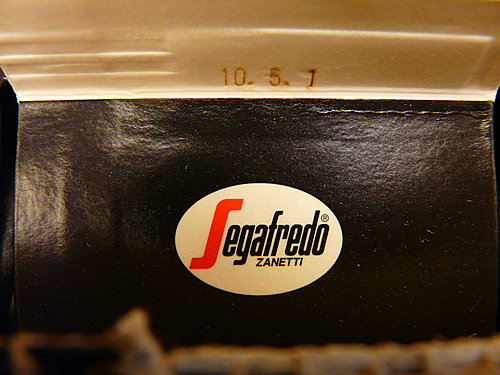 10. 5. 1
Segafredo®
ZANETTI